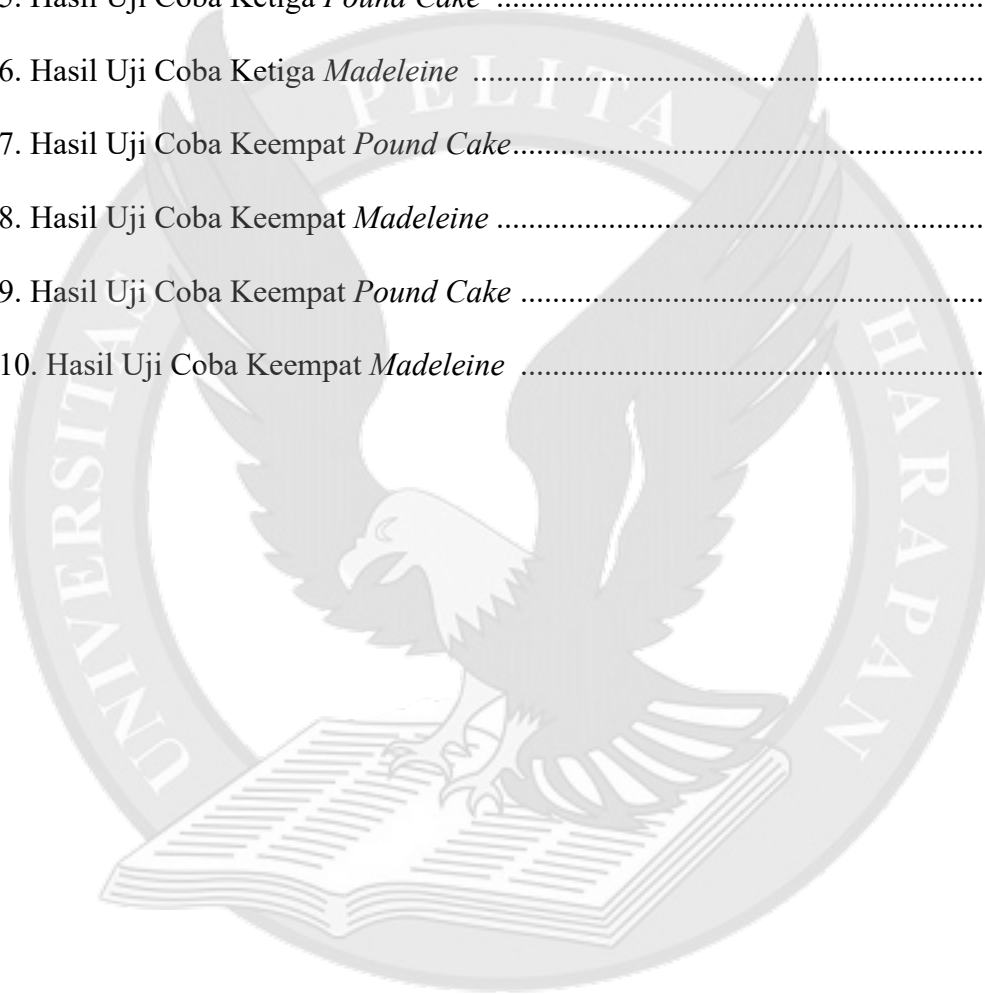 5. Hasil Uji Coba Ketiga Pound Cake ............................................................
6. Hasil Uji Coba Ketiga Madeleine ...............................................................
7. Hasil Uji Coba Keempat Pound Cake..........................................................
8. Hasil Uji Coba Keempat Madeleine ............................................................
9. Hasil Uji Coba Keempat Pound Cake .........................................................
10. Hasil Uji Coba Keempat Madeleine .........................................................
UNIVERSITAS PELITA HARAPAN